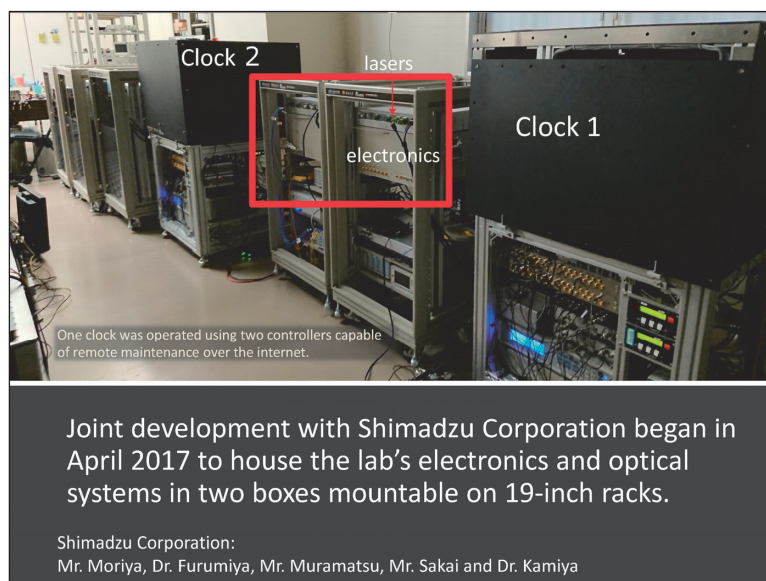 Clock 2
lasers
Clock 1
electronics
One clock was operated using two controllers capable
of remote maintenance over the internet.
Joint development with Shimadzu Corporation began in
April 2017 to house the lab's electronics and optical
systems in two boxes mountable on 19-inch racks.
Shimadzu Corporation:
Mr. Moriya, Dr. Furumiya, Mr. Muramatsu, Mr. Sakai and Dr. Kamiya